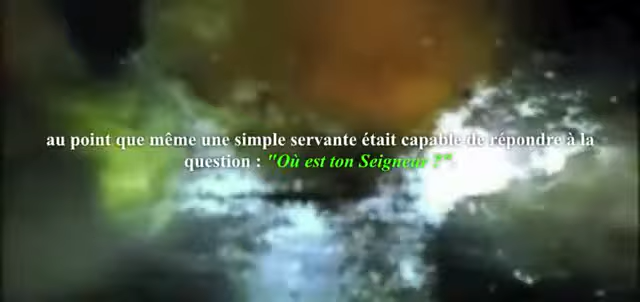 au point que même une simple servante était capable de répondre à la
question : "Où est ton Seigneur ?"